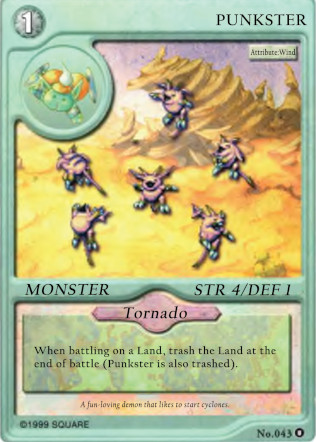 1
PUNKSTER
Attribute:Wind
MONSTER
STR 4/DEF 1
Tornado
When battling on a Land, trash the Land at the
end of battle (Punkster is also trashed).
A fun-loving demon that likes to start cyclones.
©1999 SQUARE
No.043